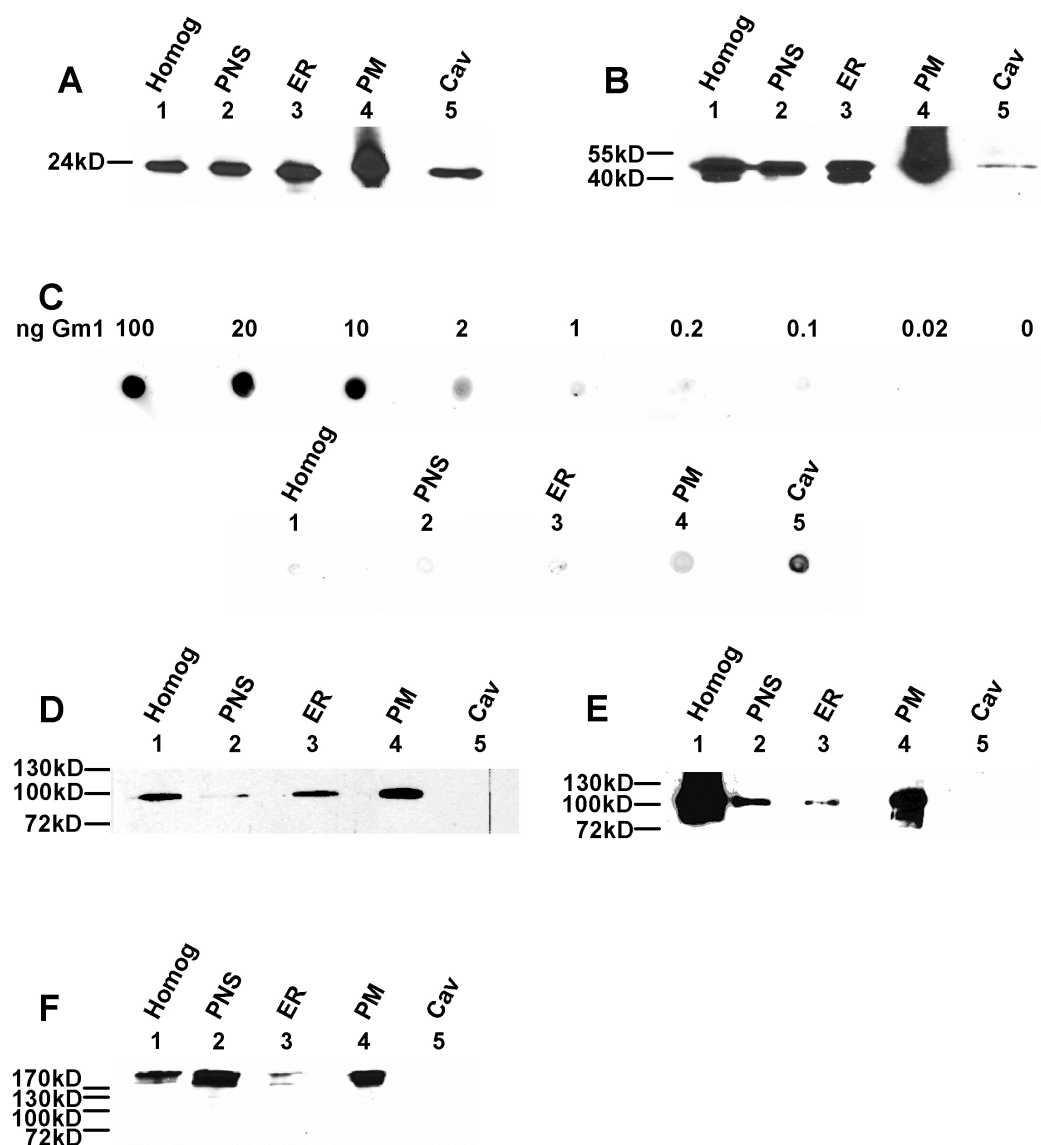 A
Homog PNS ER PM Cav
1 2 3 4 5
24kD
B
Homog PNS ER PM Cav
1 2 3 4 5
55kD
40kD
C
ng Gm1 100 20 10 2 1 0.2 0.1 0.02 0
Homog PNS ER PM Cav
1 2 3 4 5
D
Homog PNS ER PM Cav
1 2 3 4 5
130kD
100kD
72kD
E
Homog PNS ER PM Cav
1 2 3 4 5
130kD
100kD
72kD
F
Homog PNS ER PM Cav
1 2 3 4 5
170kD
130kD
100kD
72kD